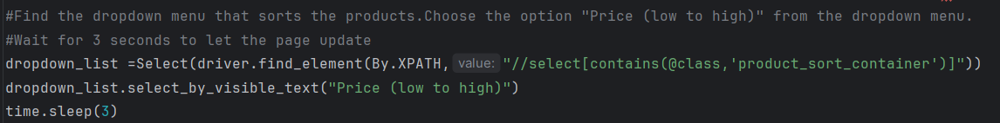 #Find the dropdown menu that sorts the products.Choose the option "Price (low to high)" from the dropdown menu.
#Wait for 3 seconds to let the page update
dropdown_list =Select(driver.find_element(By.XPATH, value: "//select[contains(@class,'product_sort_container')]"))
dropdown_list.select_by_visible_text("Price (low to high)")
time.sleep(3)